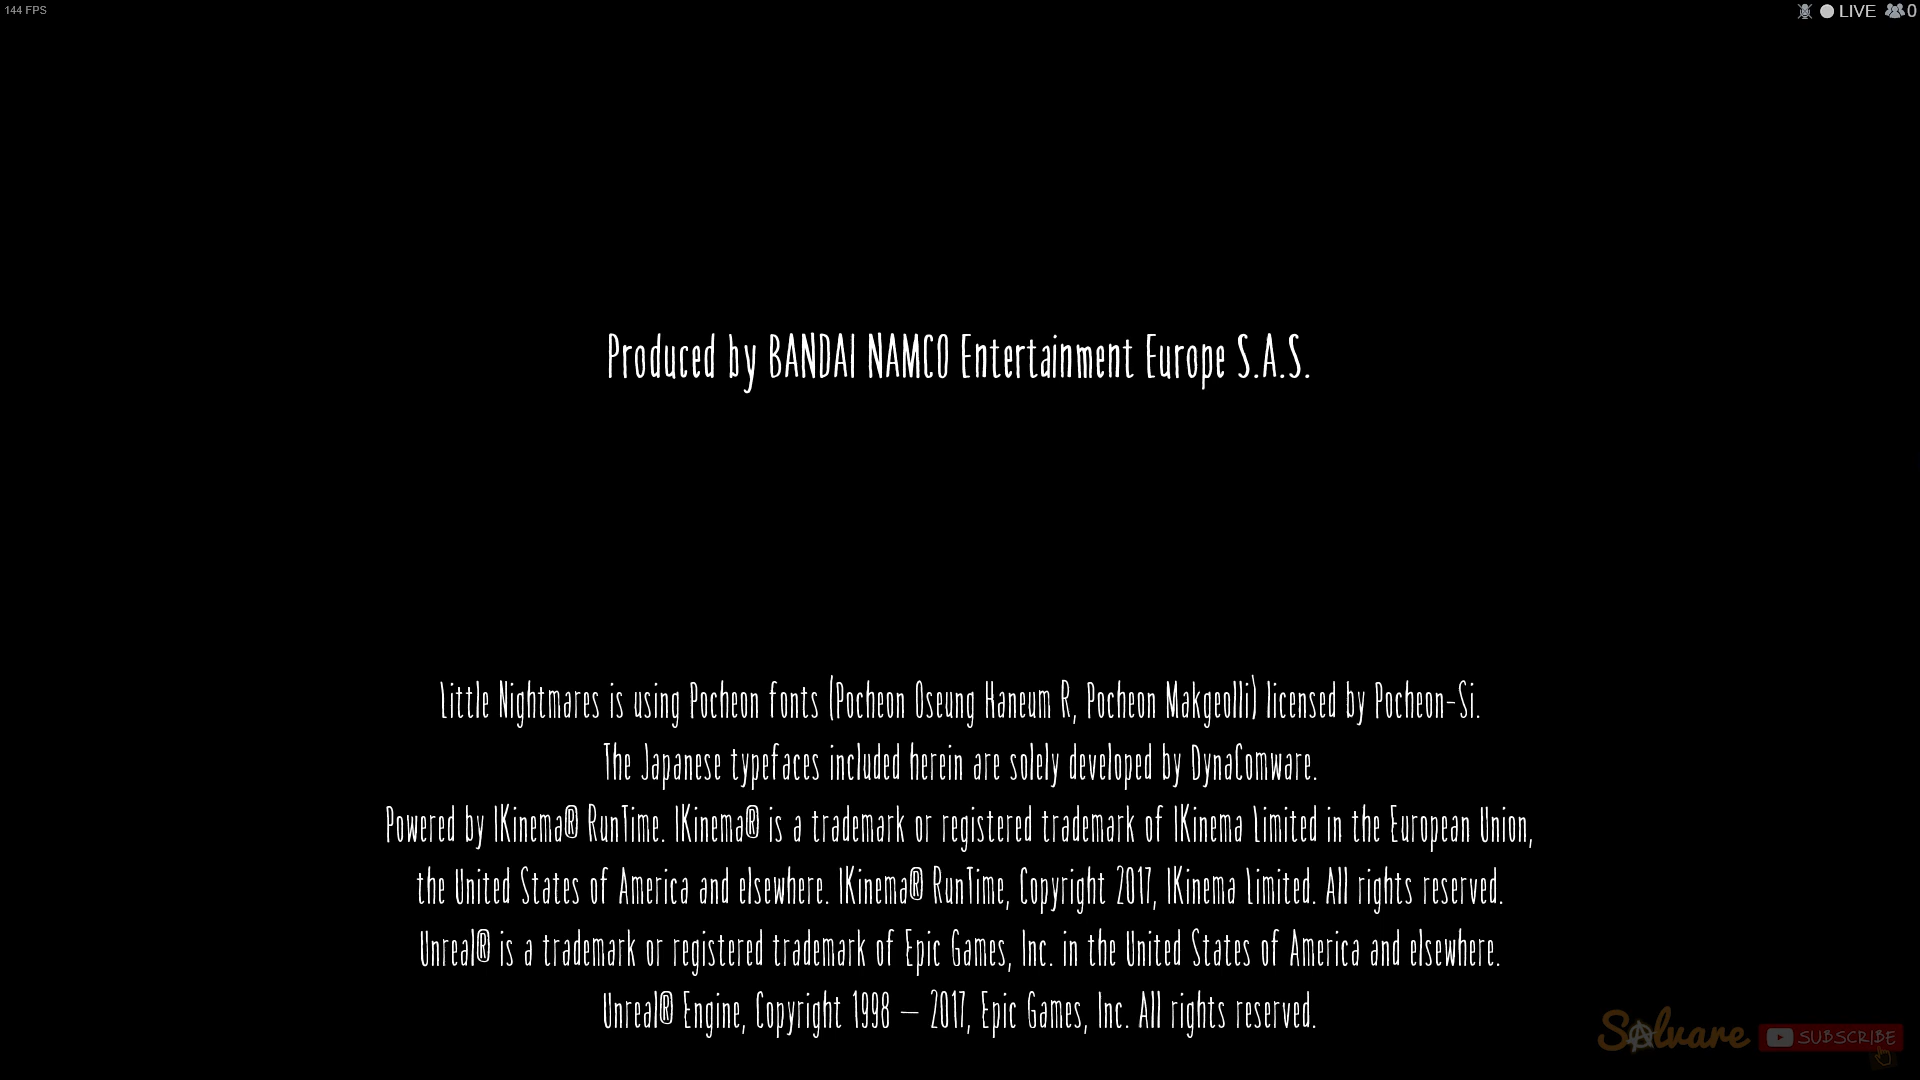 144 FPS
LIVE 0
Produced by BANDAI NAMCO Entertainment Europe S.A.S.
Little Nightmares is using Pocheon fonts (Pocheon Oseung Haneum R, Pocheon Makgeolli) licensed by Pocheon-Si.
The Japanese typefaces included herein are solely developed by DynaComware.
Powered by IKinema® RunTime. IKinema® is a trademark or registered trademark of IKinema Limited in the European Union,
the United States of America and elsewhere. IKinema® RunTime, Copyright 2017, IKinema Limited. All rights reserved.
Unreal® is a trademark or registered trademark of Epic Games, Inc. in the United States of America and elsewhere.
Unreal® Engine, Copyright 1998 – 2017, Epic Games, Inc. All rights reserved.
Salvare SUBSCRIBE